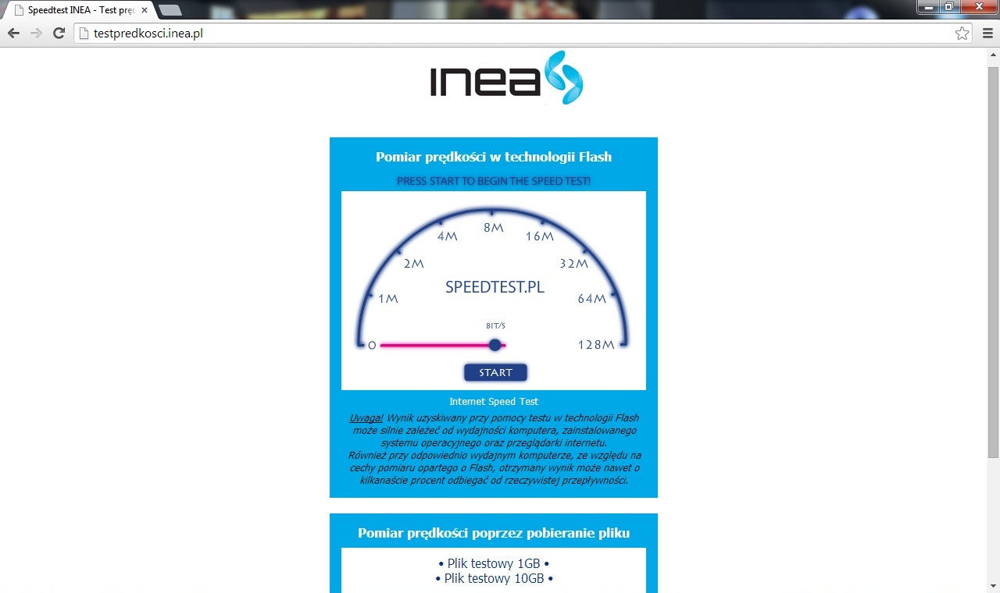 Speedtest INEA - Test pręd
testpredkosci.inea.pl
inea
Pomiar prędkości w technologii Flash
PRESS START TO BEGIN THE SPEED TEST!
8M
4M
16M
2M
32M
SPEEDTEST.PL
1M
64M
BIT/S
0
128M
START
Internet Speed Test
Uwaga! Wynik uzyskiwany przy pomocy testu w technologii Flash
może silnie zależeć od wydajności komputera, zainstalowanego
systemu operacyjnego oraz przeglądarki internetu.
Również przy odpowiednio wydajnym komputerze, ze względu na
cechy pomiaru opartego o Flash, otrzymany wynik może nawet o
kilkanaście procent odbiegać od rzeczywistej przepływności.
Pomiar prędkości poprzez pobieranie pliku
• Plik testowy 1GB •
• Plik testowy 10GB •